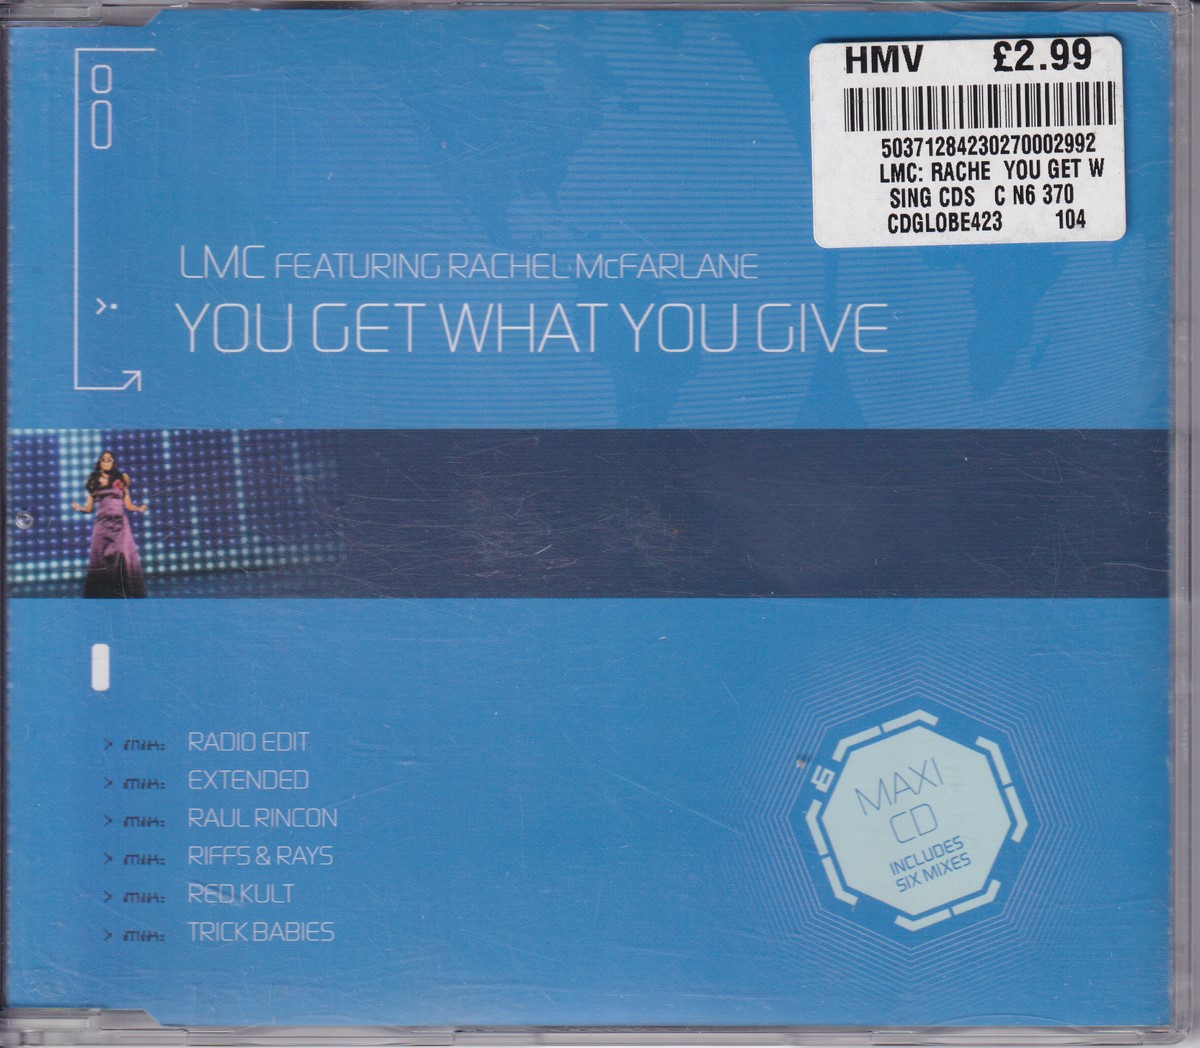 HMV £2.99
50371284230270002992
LMC: RACHE YOU GET W
SING CDS C N6 370
CDGLOBE423 104
LMC FEATURING RACHEL McFARLANE
YOU GET WHAT YOU GIVE
> mix: RADIO EDIT
> mix: EXTENDED
> mix: RAUL RINCON
> mix: RIFFS & RAYS
> mix: RED KULT
> mix: TRICK BABIES
6
MAXI
CD
INCLUDES
SIX MIXES